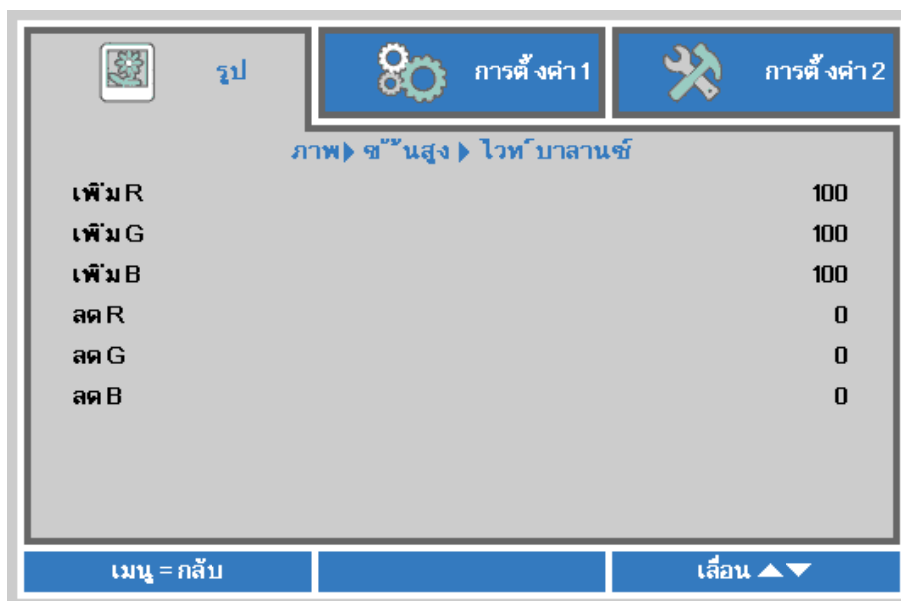 รูป
การตั้งค่า 1
การตั้งค่า 2
ภาพ▶ ขั้นสูง ▶ ไวท์บาลานซ์
เพิ่ม R 100
เพิ่ม G 100
เพิ่ม B 100
ลด R 0
ลด G 0
ลด B 0
เมนู = กลับ
เลื่อน ▲▼